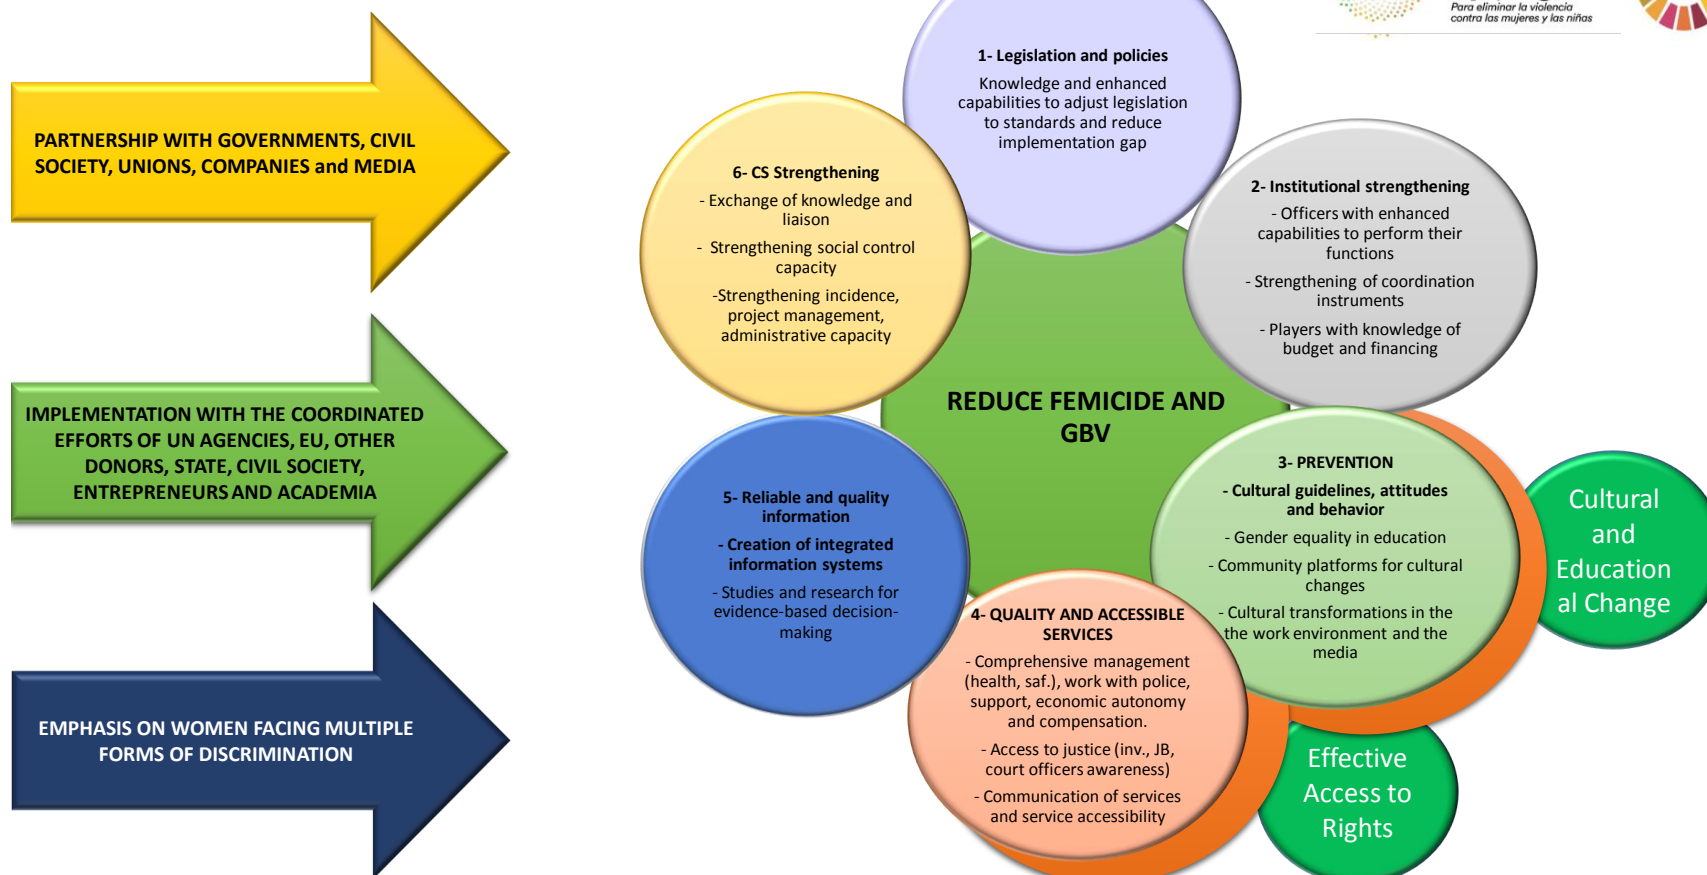 Para eliminar la violencia
contra las mujeres y las niñas
PARTNERSHIP WITH GOVERNMENTS, CIVIL
SOCIETY, UNIONS, COMPANIES and MEDIA
IMPLEMENTATION WITH THE COORDINATED
EFFORTS OF UN AGENCIES, EU, OTHER
DONORS, STATE, CIVIL SOCIETY,
ENTREPRENEURS AND ACADEMIA
EMPHASIS ON WOMEN FACING MULTIPLE
FORMS OF DISCRIMINATION
REDUCE FEMICIDE AND
GBV
1- Legislation and policies
Knowledge and enhanced
capabilities to adjust legislation
to standards and reduce
implementation gap
2- Institutional strengthening
- Officers with enhanced
capabilities to perform their
functions
- Strengthening of coordination
instruments
- Players with knowledge of
budget and financing
3- PREVENTION
- Cultural guidelines, attitudes
and behavior
- Gender equality in education
- Community platforms for cultural
changes
- Cultural transformations in the
the work environment and the
media
Cultural
and
Education
al Change
4- QUALITY AND ACCESSIBLE
SERVICES
- Comprehensive management
(health, saf.), work with police,
support, economic autonomy
and compensation.
- Access to justice (inv., JB,
court officers awareness)
- Communication of services
and service accessibility
Effective
Access to
Rights
5- Reliable and quality
information
- Creation of integrated
information systems
- Studies and research for
evidence-based decision-
making
6- CS Strengthening
- Exchange of knowledge and
liaison
- Strengthening social control
capacity
-Strengthening incidence,
project management,
administrative capacity